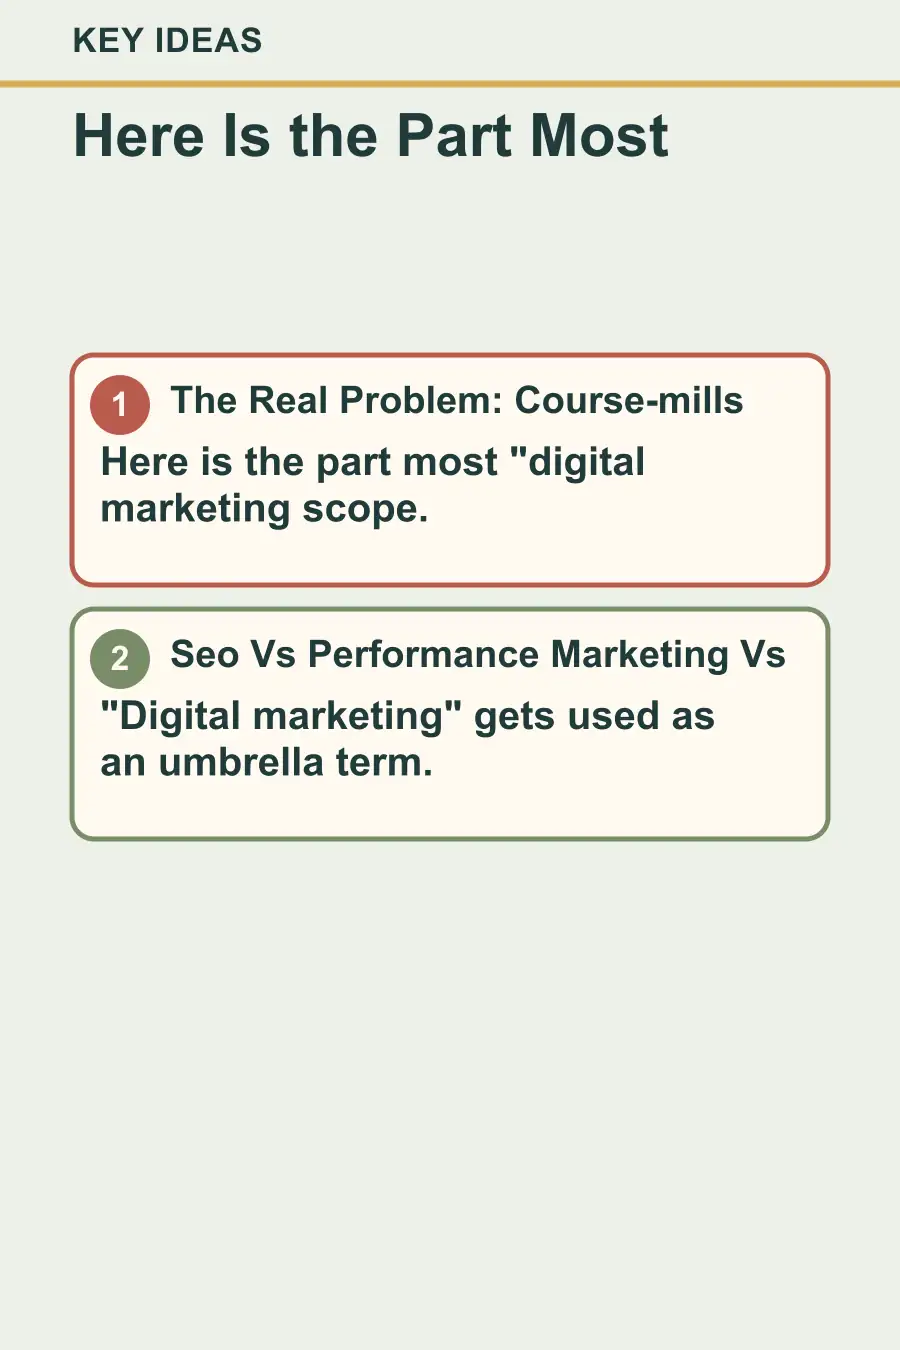 KEY IDEAS
Here Is the Part Most
1 The Real Problem: Course-mills
Here is the part most "digital
marketing scope.
2 Seo Vs Performance Marketing Vs
"Digital marketing" gets used as
an umbrella term.